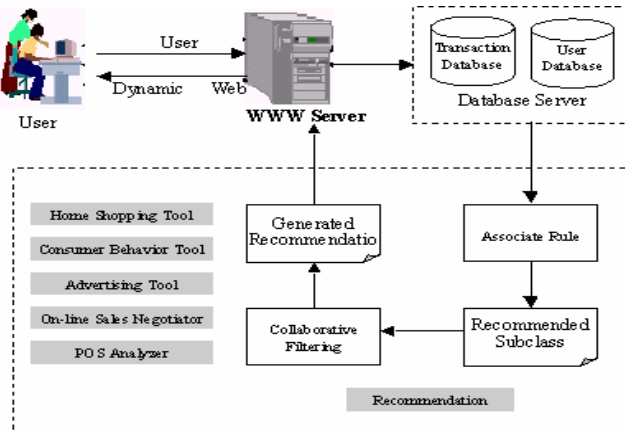 User
Dynamic Web
User
WWW Server
Transaction
Database
User
Database
Database Server
Home Shopping Tool
Consumer Behavior Tool
Advertising Tool
On-line Sales Negotiator
POS Analyzer
Generated
Recommendatio
Associate Rule
Collaborative
Filtering
Recommended
Subclass
Recommendation